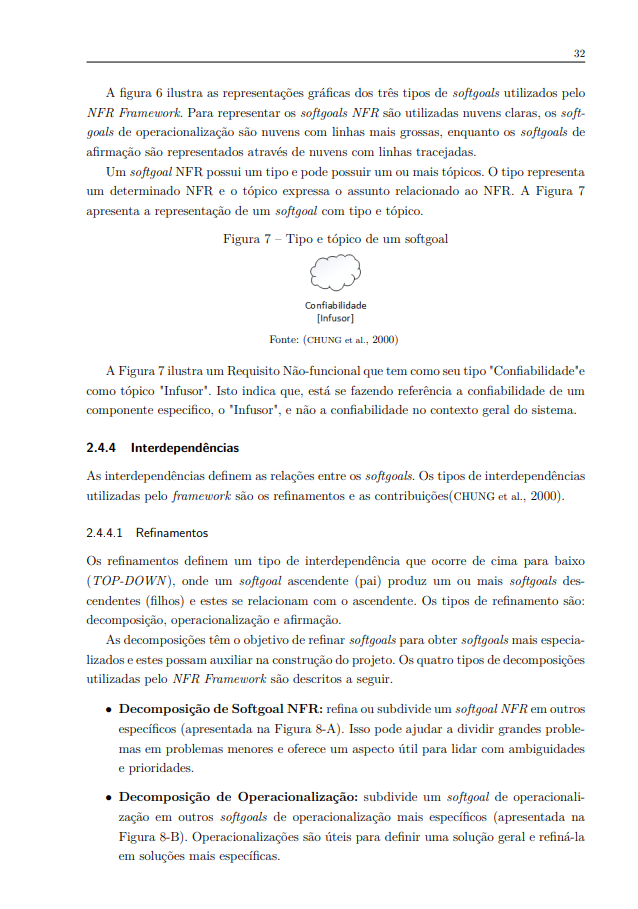 32
A figura 6 ilustra as representações gráficas dos três tipos de softgoals utilizados pelo
NFR Framework. Para representar os softgoals NFR são utilizadas nuvens claras, os soft-
goals de operacionalização são nuvens com linhas mais grossas, enquanto os softgoals de
afirmação são representados através de nuvens com linhas tracejadas.
Um softgoal NFR possui um tipo e pode possuir um ou mais tópicos. O tipo representa
um determinado NFR e o tópico expressa o assunto relacionado ao NFR. A Figura 7
apresenta a representação de um softgoal com tipo e tópico.
Figura 7 – Tipo e tópico de um softgoal
Confiabilidade
[Infusor]
Fonte: (CHUNG et al., 2000)
A Figura 7 ilustra um Requisito Não-funcional que tem como seu tipo "Confiabilidade"e
como tópico "Infusor". Isto indica que, está se fazendo referência a confiabilidade de um
componente especifico, o "Infusor", e não a confiabilidade no contexto geral do sistema.
2.4.4 Interdependências
As interdependências definem as relações entre os softgoals. Os tipos de interdependências
utilizadas pelo framework são os refinamentos e as contribuições(CHUNG et al., 2000).
2.4.4.1 Refinamentos
Os refinamentos definem um tipo de interdependência que ocorre de cima para baixo
(TOP-DOWN), onde um softgoal ascendente (pai) produz um ou mais softgoals des-
cendentes (filhos) e estes se relacionam com o ascendente. Os tipos de refinamento são:
decomposição, operacionalização e afirmação.
As decomposições têm o objetivo de refinar softgoals para obter softgoals mais especia-
lizados e estes possam auxiliar na construção do projeto. Os quatro tipos de decomposições
utilizadas pelo NFR Framework são descritos a seguir.
• Decomposição de Softgoal NFR: refina ou subdivide um softgoal NFR em outros
específicos (apresentada na Figura 8-A). Isso pode ajudar a dividir grandes proble-
mas em problemas menores e oferece um aspecto útil para lidar com ambiguidades
e prioridades.
• Decomposição de Operacionalização: subdivide um softgoal de operacionali-
zação em outros softgoals de operacionalização mais específicos (apresentada na
Figura 8-B). Operacionalizações são úteis para definir uma solução geral e refiná-la
em soluções mais específicas.